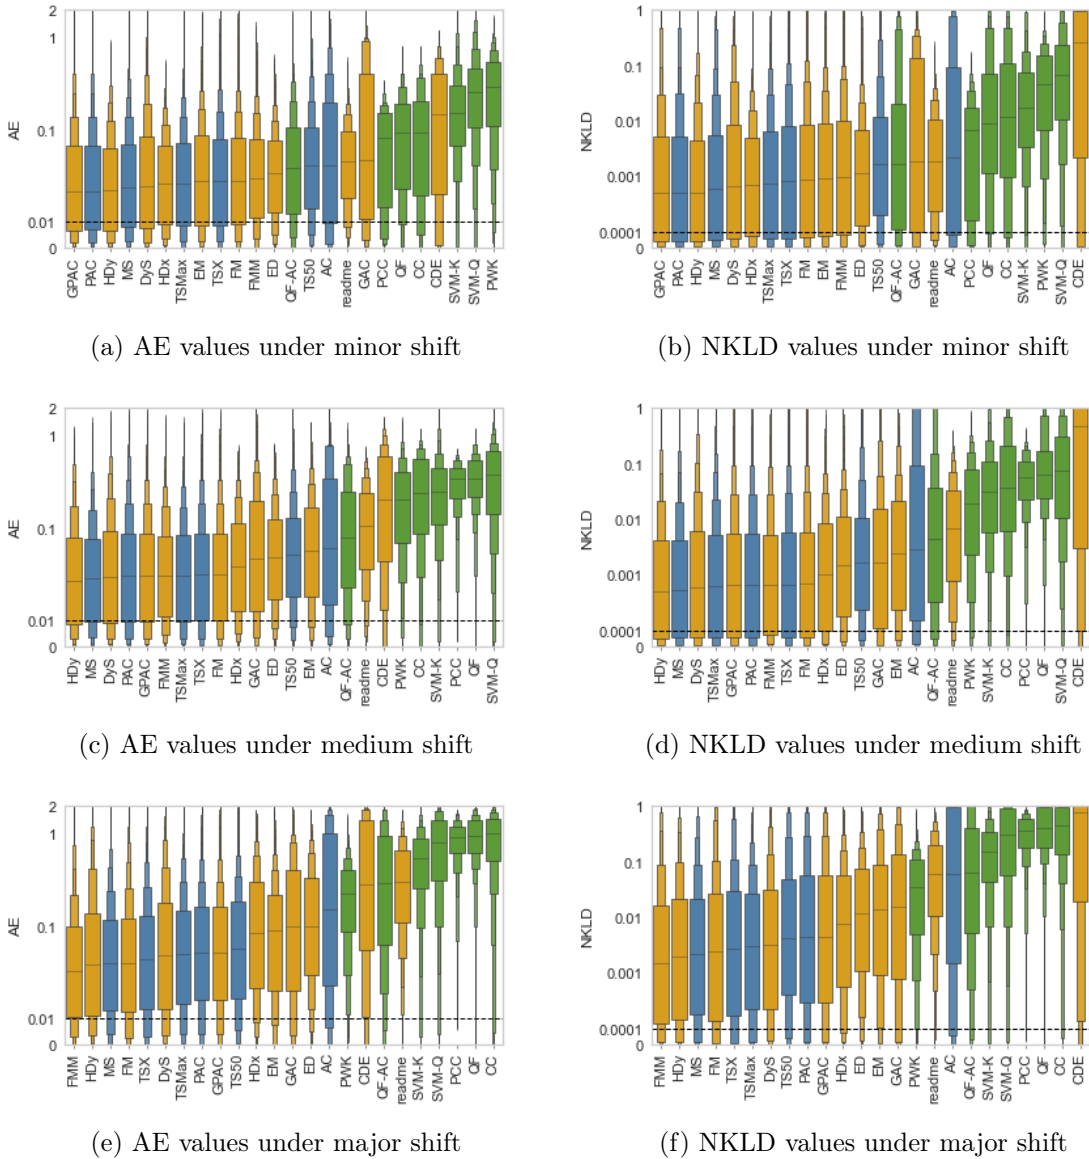 2
1
0.1
0.01
0
AE
GPAC PAC HDy MS DyS HDx TSMax EM TSX FM FMM ED QF-AC TS50 AC readme GAC PCC QF CC CDE SVM-K SVM-Q PWK
(a) AE values under minor shift
1
0.1
0.01
0.001
0.0001
0
NKLD
GPAC PAC HDy MS DyS HDx TSMax TSX FM EM FMM ED TS50 QF-AC GAC readme AC PCC QF CC SVM-K PWK SVM-Q CDE
(b) NKLD values under minor shift
2
1
0.1
0.01
0
AE
HDy MS DyS PAC GPAC FMM TSMax TSX FM HDx GAC ED TS50 EM AC QF-AC readme CDE PWK CC SVM-K PCC QF SVM-Q
(c) AE values under medium shift
1
0.1
0.01
0.001
0.0001
0
NKLD
HDy MS DyS TSMax GPAC PAC FMM TSX FM HDx ED TS50 GAC EM AC QF-AC readme PWK SVM-K CC PCC QF SVM-Q CDE
(d) NKLD values under medium shift
2
1
0.1
0.01
0
AE
FMM HDy MS FM TSX DyS TSMax PAC GPAC TS50 HDx EM GAC ED AC PWK CDE QF-AC readme SVM-K SVM-Q PCC QF CC
(e) AE values under major shift
1
0.1
0.01
0.001
0.0001
0
NKLD
FMM HDy MS FM TSX TSMax DyS TS50 PAC GPAC HDx ED EM GAC PWK readme AC QF-AC SVM-K SVM-Q PCC QF CC CDE
(f) NKLD values under major shift